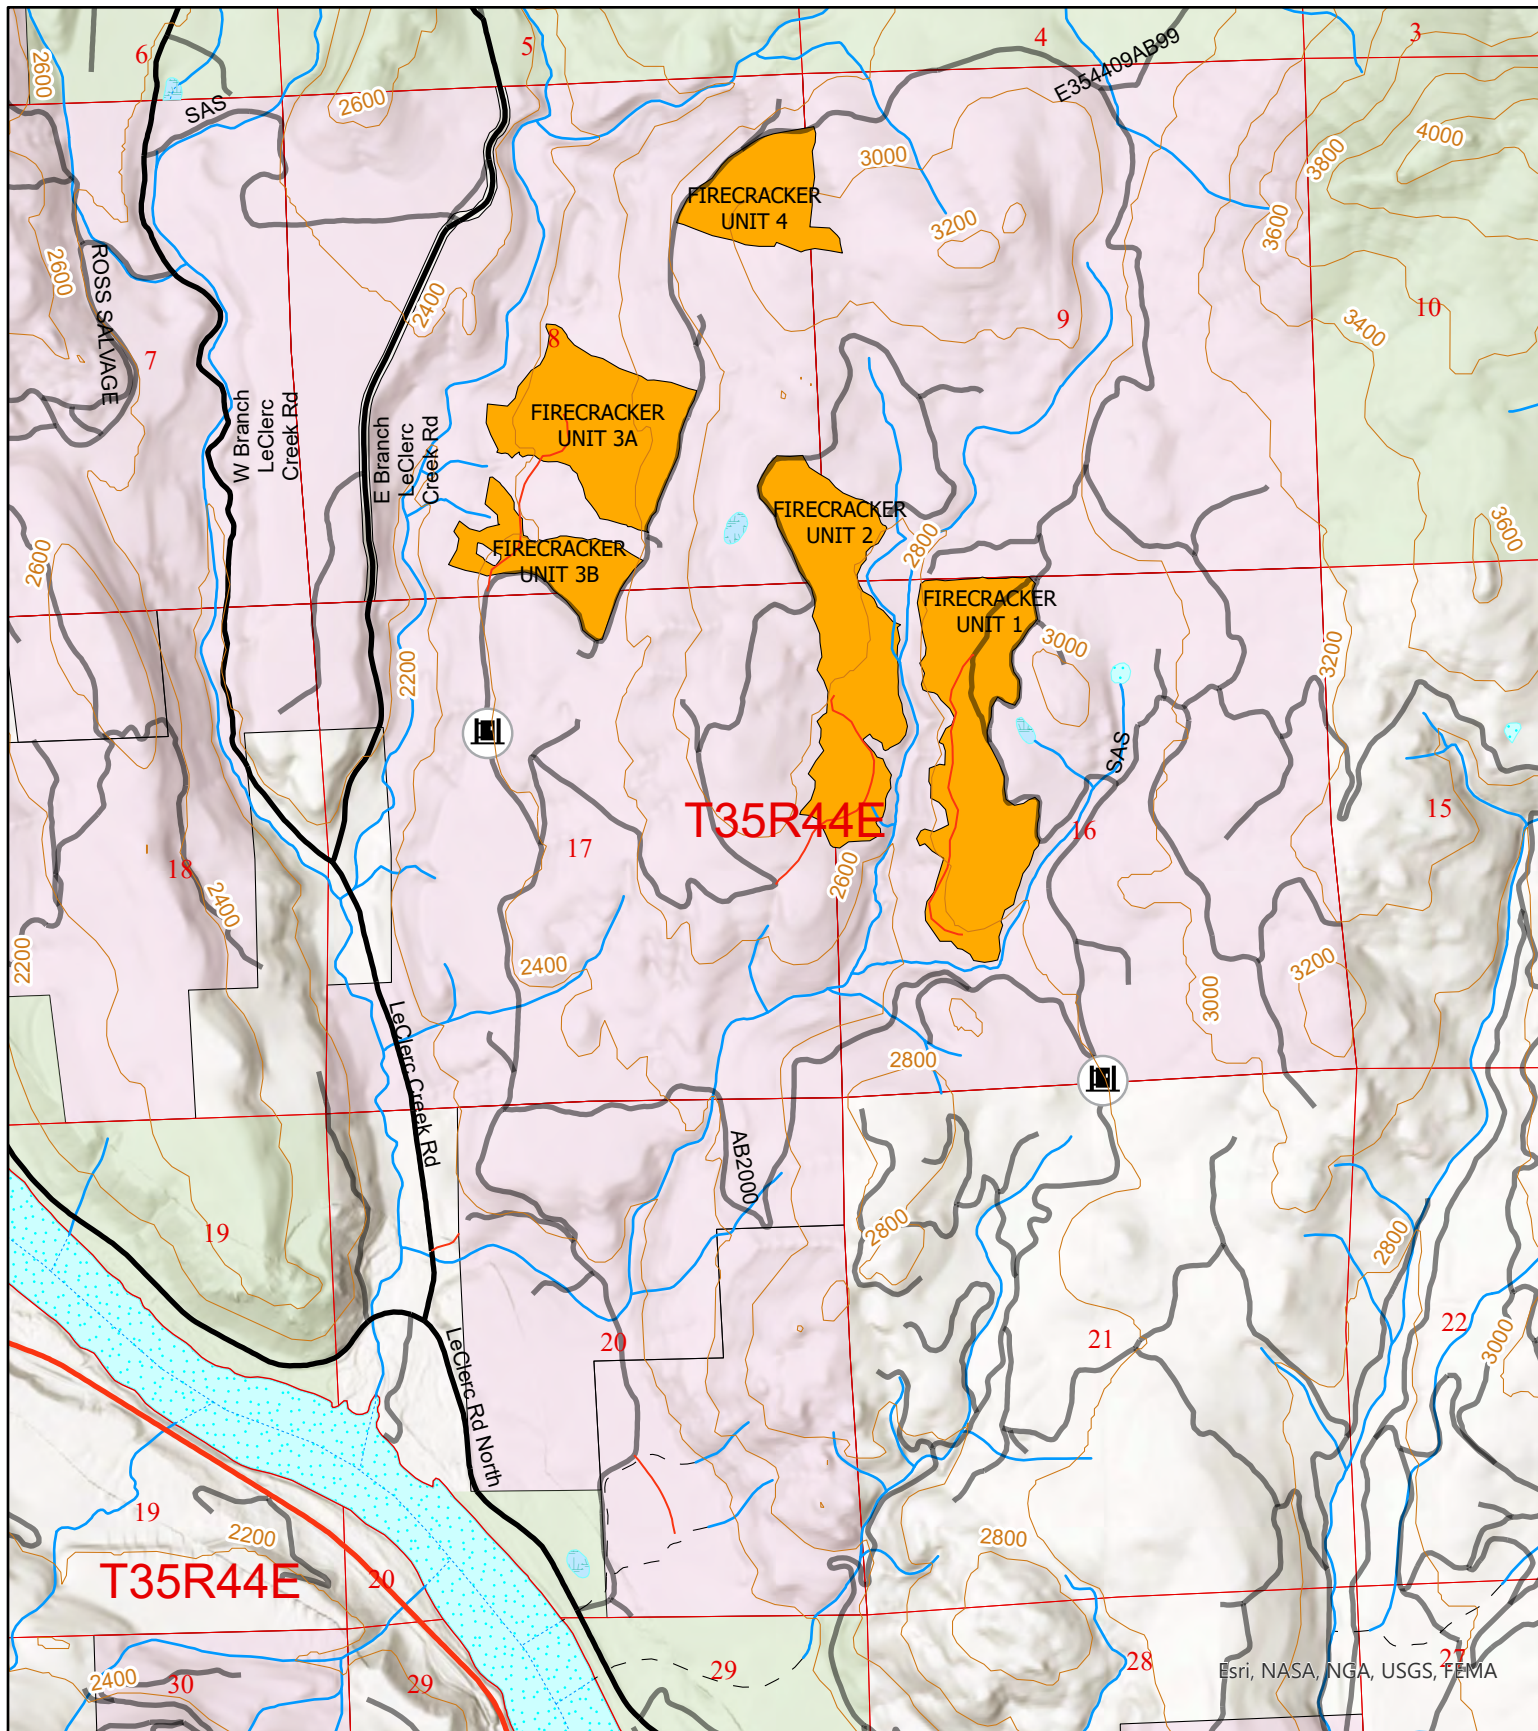 6
5
4
3
2600
SAS
2600
E354409AB99
4000
3800
3000
FIRECRACKER
UNIT 4
3200
3600
2600
ROSS SALVAGE
2400
7
8
9
10
3400
W Branch
LeClerc
Creek Rd
E Branch
LeClerc
Creek Rd
FIRECRACKER
UNIT 3A
FIRECRACKER
UNIT 2
2800
3600
2600
FIRECRACKER
UNIT 3B
FIRECRACKER
UNIT 1
3000
3200
2200
SAS
T35R44E
18
17
16
15
2400
2600
2200
2400
3200
3000
LeClerc Creek Rd
2800
AB2000
19
2800
2800
20
21
22
3000
LeClerc Rd North
19
2200
2800
T35R44E
20
2400
30
29
29
28
27
Esri, NASA, NGA, USGS, FEMA